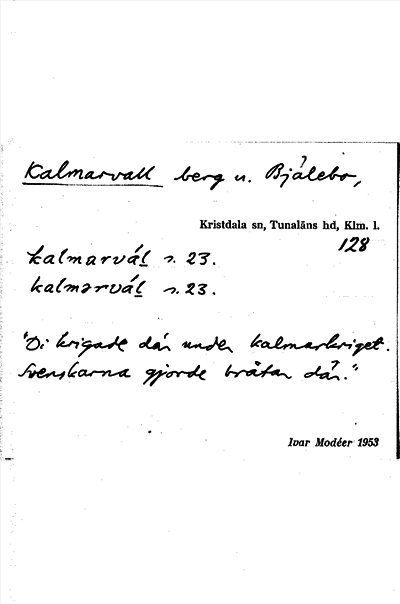 Kalmarvall berg u. Bjälebo,
Kristdala sn, Tunaläns hd, Klm. l.
128
kalmarvál s. 23.
kalmərvál s. 23.
"Di krigade där under kalmarkriget.
Svenskarna gjorde bråtar där."
Ivar Modéer 1953